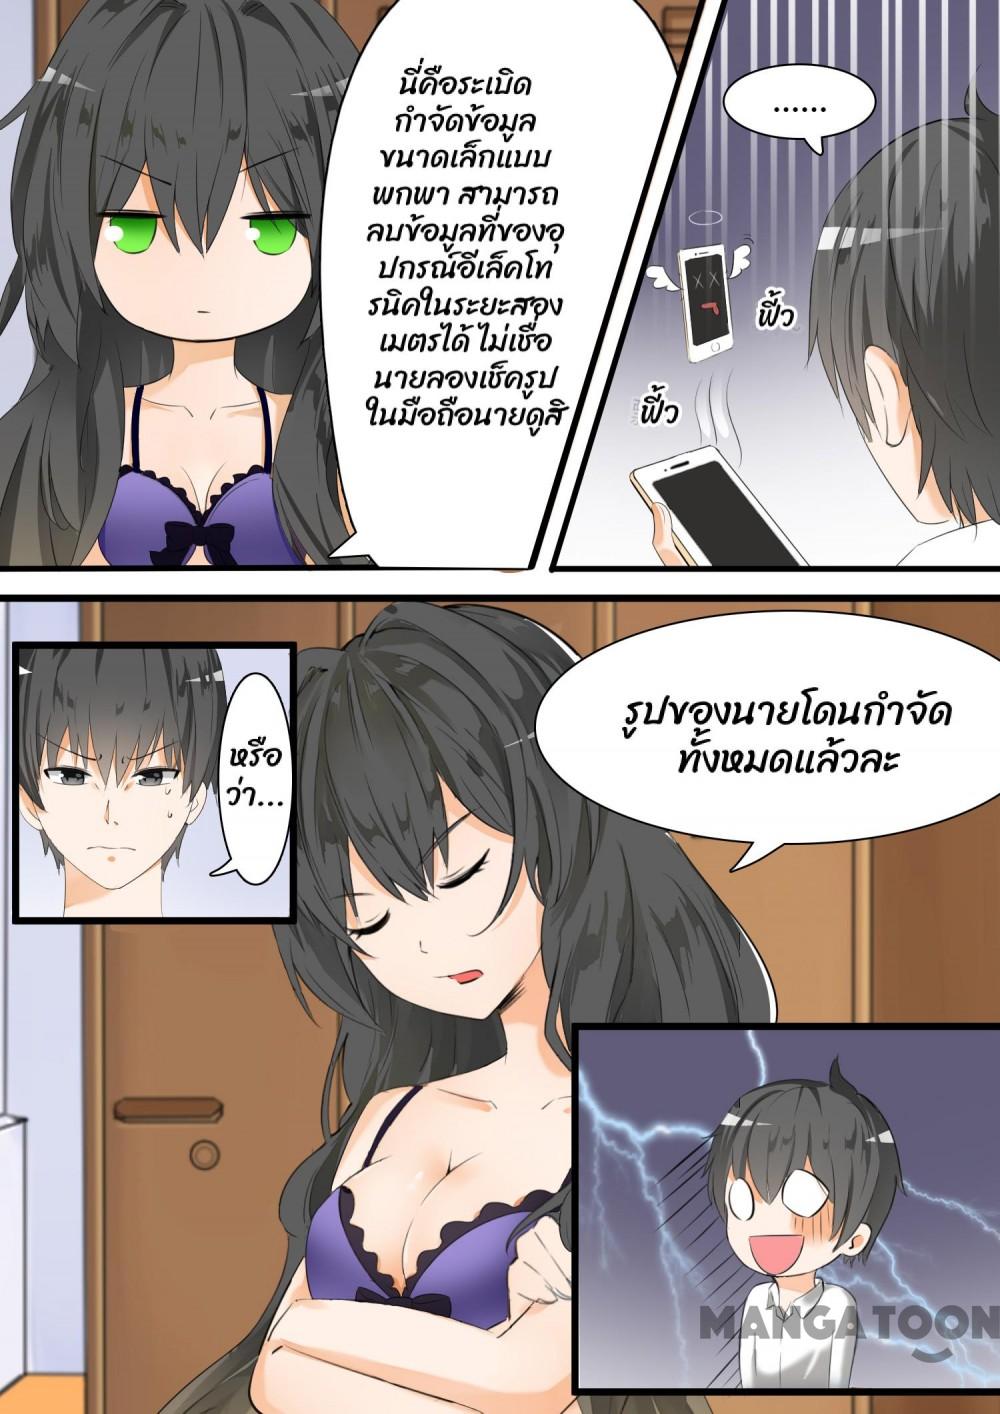 นี่คือระเบิด
กำจัดข้อมูล
ขนาดเล็กแบบ
พกพา สามารถ
ลบข้อมูลที่ของอุ
ปกรณ์อีเล็คโท
รนิคในระยะสอง
เมตรได้ ไม่เชื่อ
นายลองเช็ครูป
ในมือถือนายดูสิ
......
ฟิ้ว
ฟิ้ว
หรือ
ว่า...
รูปของนายโดนกำจัด
ทั้งหมดแล้วละ
MANGATOON